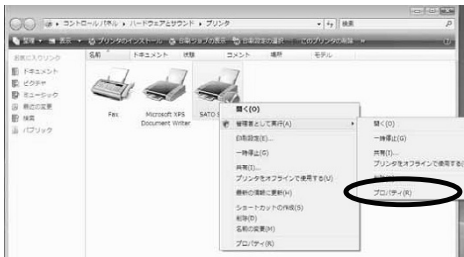 コントロール パネル ▸ ハードウェアとサウンド ▸ プリンタ
検索
整理 表示 プリンタのインストール 印刷ジョブの表示 印刷設定の選択 このプリンタの削除
お気に入りリンク
名前 ドキュメント 状態 コメント 場所 モデル
ドキュメント
ピクチャ
ミュージック
最近の変更
検索
パブリック
Fax
Microsoft XPS
Document Writer
SATO
開く(O)
管理者として実行(A)
印刷設定(E)...
一時停止(G)
共有(I)...
プリンタをオフラインで使用する(U)
最新の情報に更新(H)
ショートカットの作成(S)
削除(D)
名前の変更(M)
プロパティ(R)
開く(O)
一時停止(G)
共有(I)...
プリンタをオフラインで使用する(
プロパティ(R)